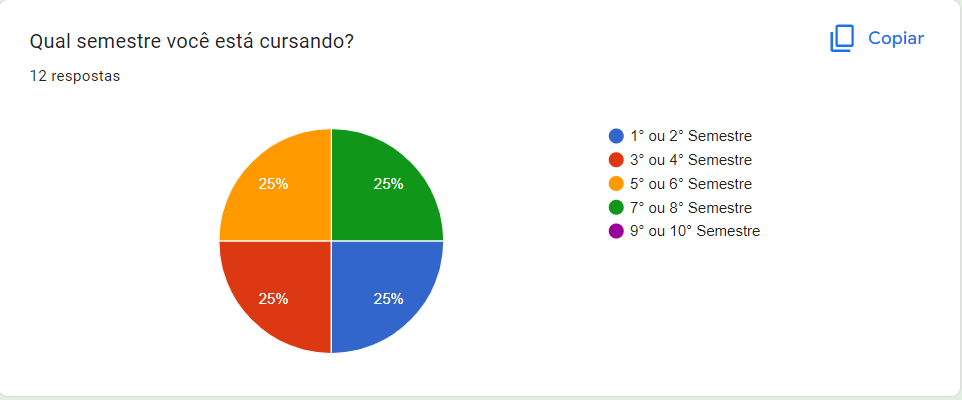 Qual semestre você está cursando?
Copiar
12 respostas
25%
25%
25%
25%
1° ou 2° Semestre
3° ou 4° Semestre
5° ou 6° Semestre
7° ou 8° Semestre
9° ou 10° Semestre